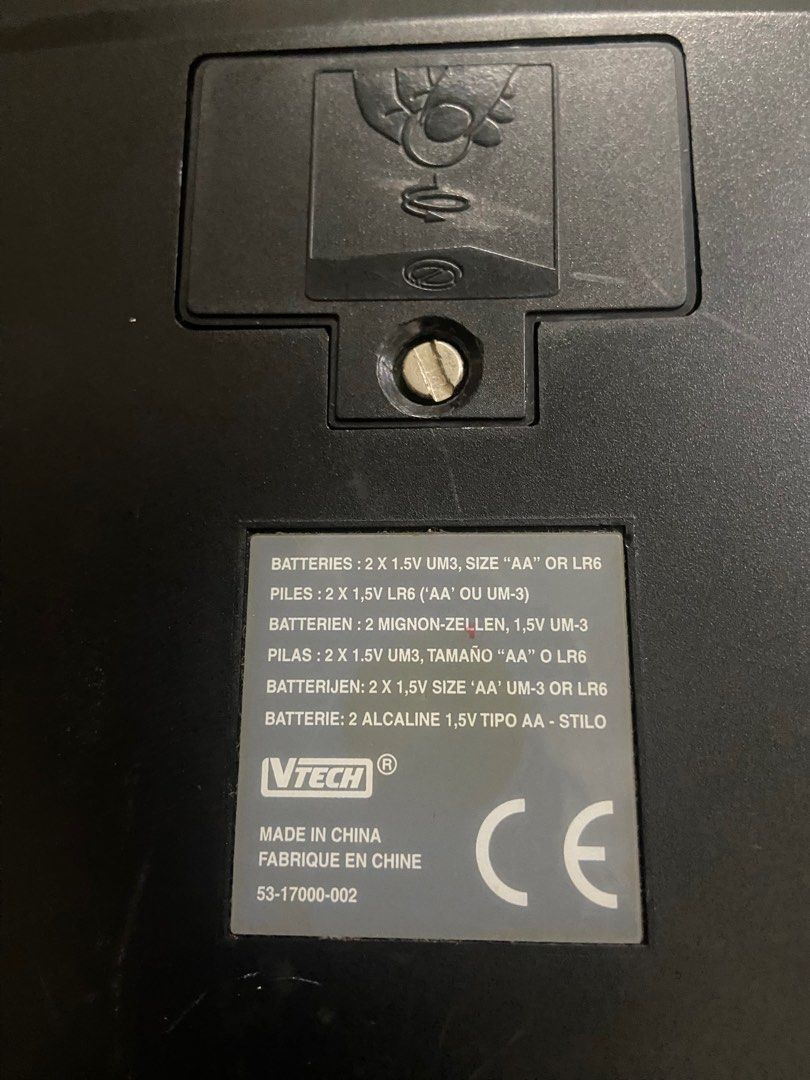 BATTERIES : 2 X 1.5V UM3, SIZE “AA” OR LR6
PILES : 2 X 1,5V LR6 (‘AA’ OU UM-3)
BATTERIEN : 2 MIGNON-ZELLEN, 1,5V UM-3
PILAS : 2 X 1.5V UM3, TAMAÑO “AA” O LR6
BATTERIJEN: 2 X 1,5V SIZE ‘AA’ UM-3 OR LR6
BATTERIE: 2 ALCALINE 1,5V TIPO AA - STILO
VTECH®
MADE IN CHINA
FABRIQUE EN CHINE
53-17000-002
CE